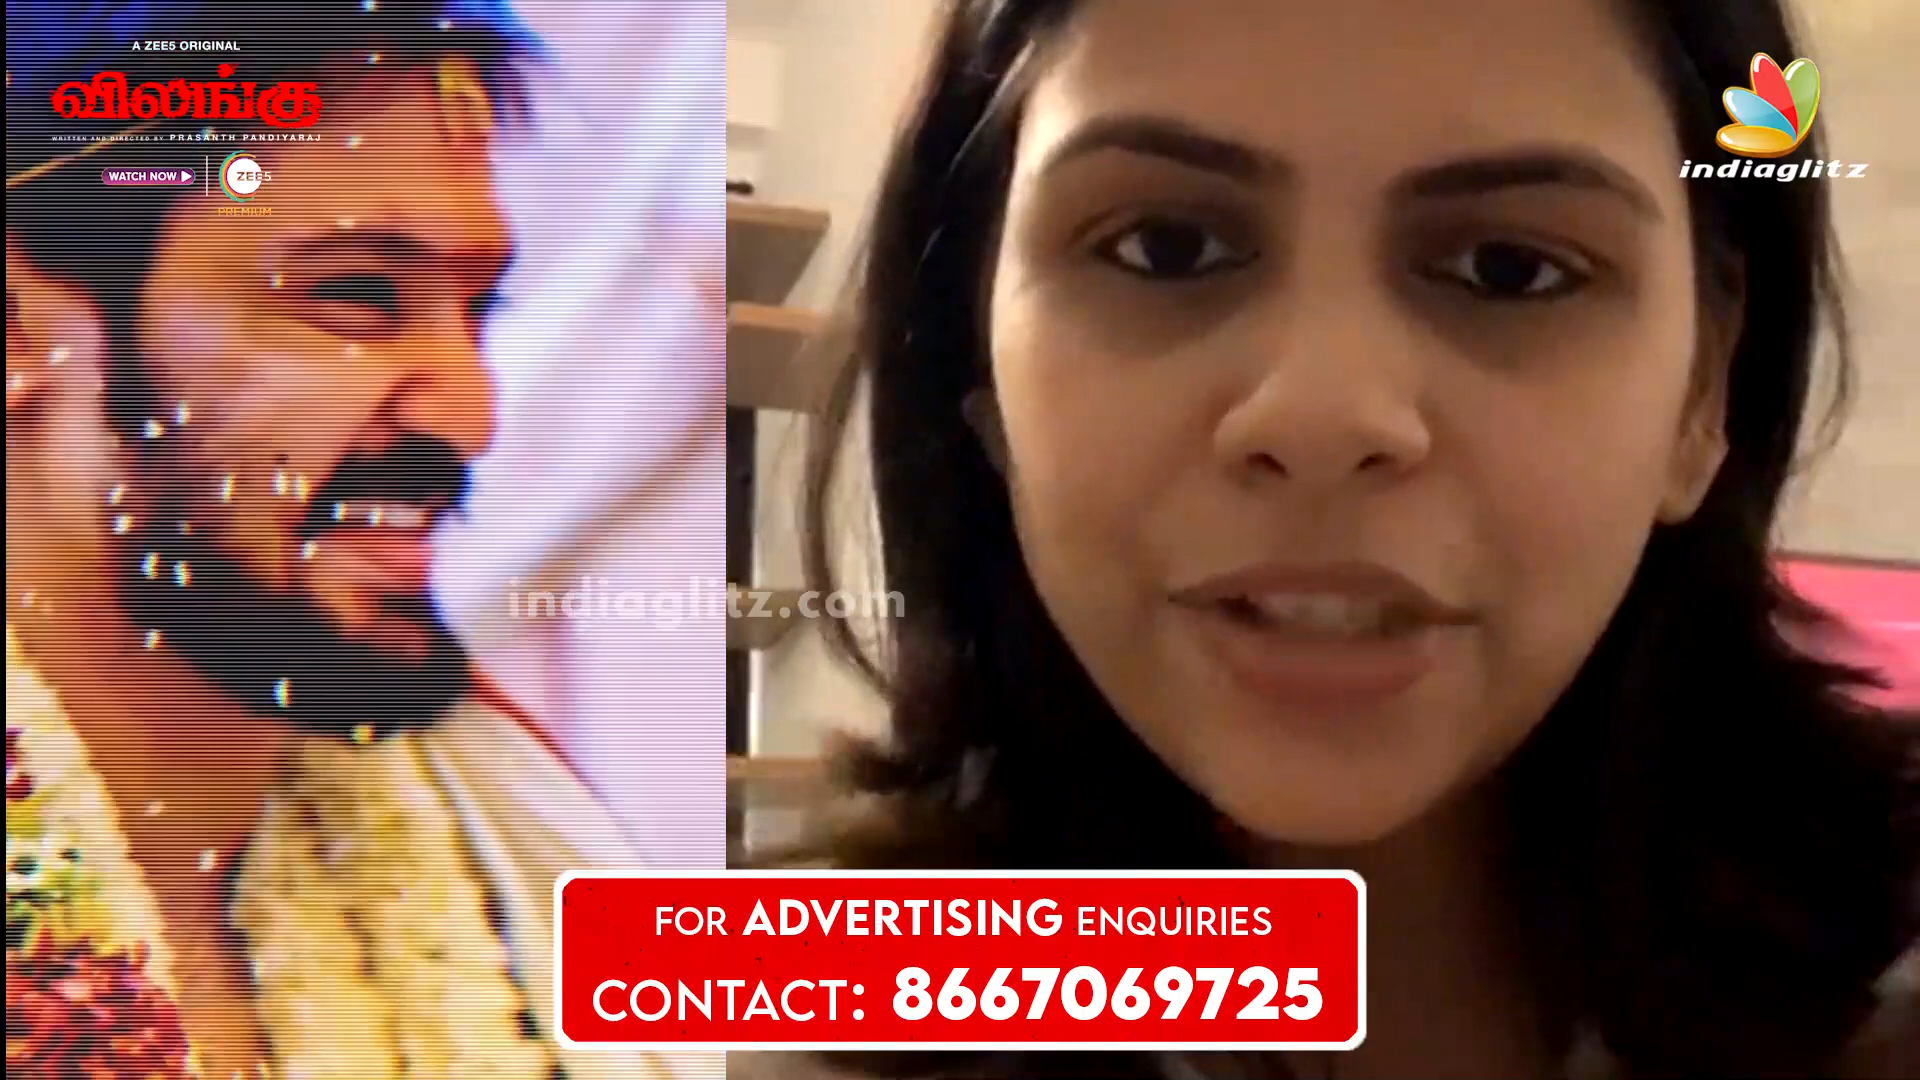 A ZEE5 ORIGINAL
விலங்கு
WRITTEN AND DIRECTED BY PRASANTH PANDIYARAJ
WATCH NOW
ZEE5
PREMIUM
indiaglitz
indiaglitz.com
FOR ADVERTISING ENQUIRIES
CONTACT: 8667069725